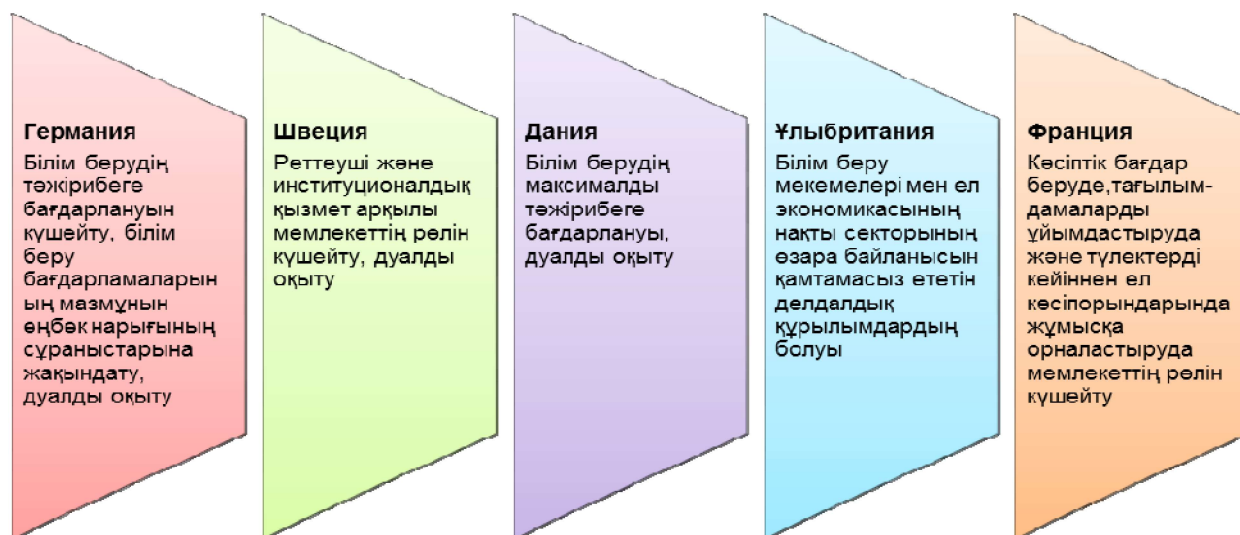 Германия
Білім берудің
тәжірибеге
бағдарлануын
күшейту, білім
беру
бағдарламаларын
ың мазмұнын
еңбек нарығының
сұраныстарына
жақындату,
дуалды оқыту
Швеция
Реттеуші және
институционалдық
қызмет арқылы
мемлекеттің рөлін
күшейту, дуалды
оқыту
Дания
Білім берудің
максималды
тәжірибеге
бағдарлануы,
дуалды оқыту
Ұлыбритания
Білім беру
мекемелері мен ел
экономикасының
нақты секторының
өзара байланысын
қамтамасыз ететін
делдалдық
құрылымдардың
болуы
Франция
Кәсіптік бағдар
беруде,тағылым-
дамаларды
ұйымдастыруда
және түлектерді
кейіннен ел
кәсіпорындарында
жұмысқа
орналастыруда
мемлекеттің рөлін
күшейту